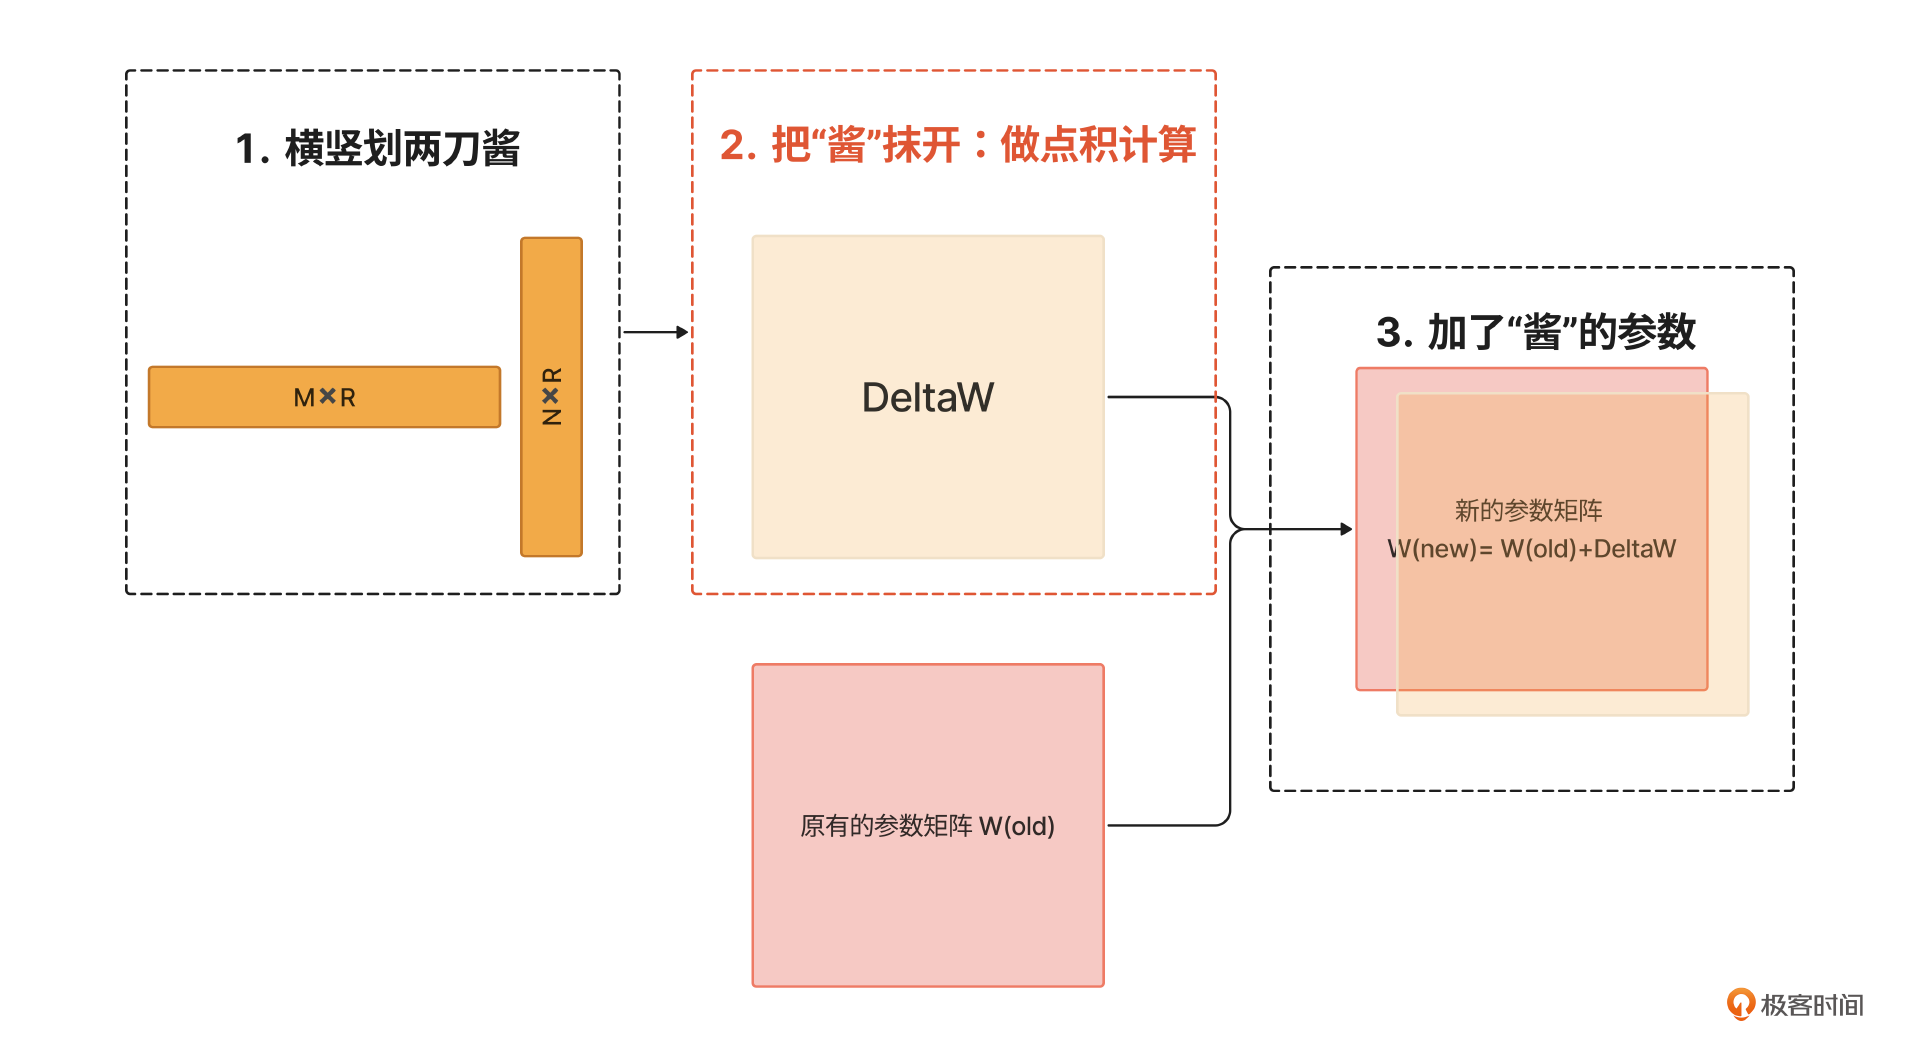 1. 横竖划两刀酱
M×R
N×R
2. 把“酱”抹开：做点积计算
DeltaW
原有的参数矩阵 W(old)
3. 加了“酱”的参数
新的参数矩阵
W(new)= W(old)+DeltaW
极客时间